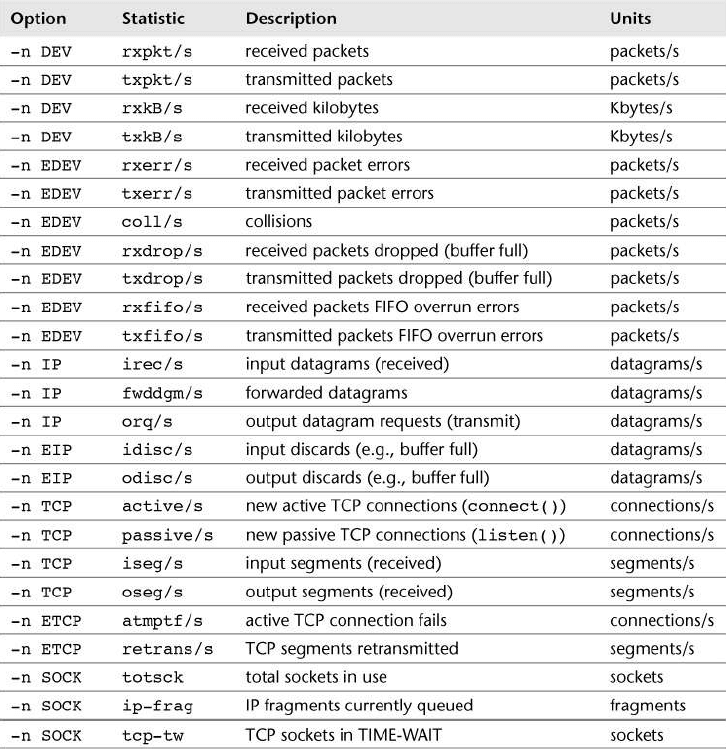 Option Statistic Description Units
-n DEV rxpkt/s received packets packets/s
-n DEV txpkt/s transmitted packets packets/s
-n DEV rxkB/s received kilobytes Kbytes/s
-n DEV txkB/s transmitted kilobytes Kbytes/s
-n EDEV rxerr/s received packet errors packets/s
-n EDEV txerr/s transmitted packet errors packets/s
-n EDEV coll/s collisions packets/s
-n EDEV rxdrop/s received packets dropped (buffer full) packets/s
-n EDEV txdrop/s transmitted packets dropped (buffer full) packets/s
-n EDEV rxfifo/s received packets FIFO overrun errors packets/s
-n EDEV txfifo/s transmitted packets FIFO overrun errors packets/s
-n IP irec/s input datagrams (received) datagrams/s
-n IP fwddgm/s forwarded datagrams datagrams/s
-n IP orq/s output datagram requests (transmit) datagrams/s
-n EIP idisc/s input discards (e.g., buffer full) datagrams/s
-n EIP odisc/s output discards (e.g., buffer full) datagrams/s
-n TCP active/s new active TCP connections (connect()) connections/s
-n TCP passive/s new passive TCP connections (listen()) connections/s
-n TCP iseg/s input segments (received) segments/s
-n TCP oseg/s output segments (received) segments/s
-n ETCP atmptf/s active TCP connection fails connections/s
-n ETCP retrans/s TCP segments retransmitted segments/s
-n SOCK totsck total sockets in use sockets
-n SOCK ip-frag IP fragments currently queued fragments
-n SOCK tcp-tw TCP sockets in TIME-WAIT sockets